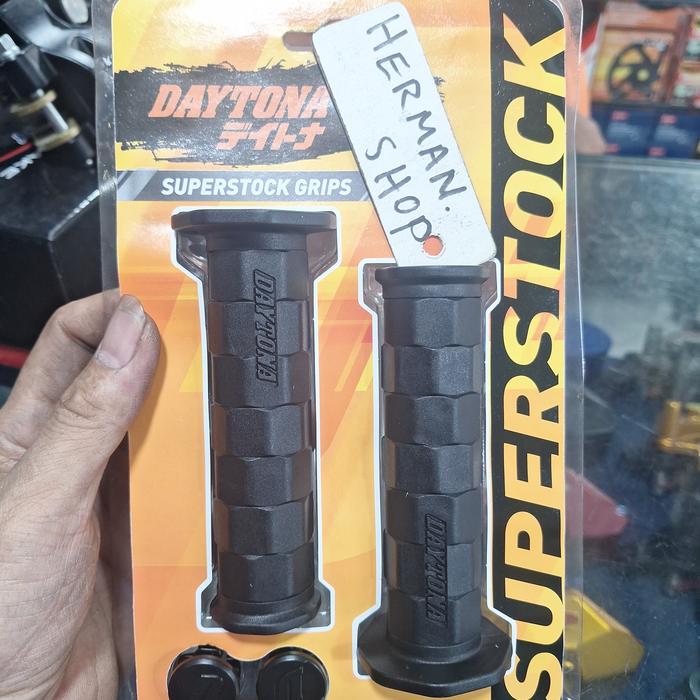 DAYTONA
デイトナ
SUPERSTOCK GRIPS
HERMAN.
SHOP
SUPERSTOCK
DAYTONA
DAYTONA